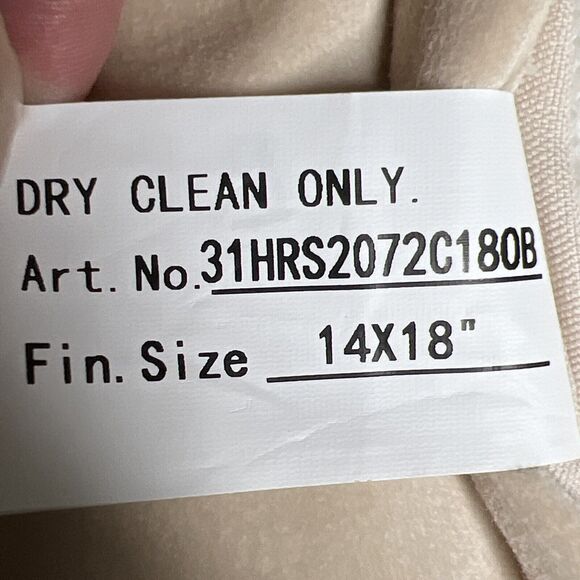 DRY CLEAN ONLY.
Art. No.31HRS2072C180B
Fin. Size 14X18"